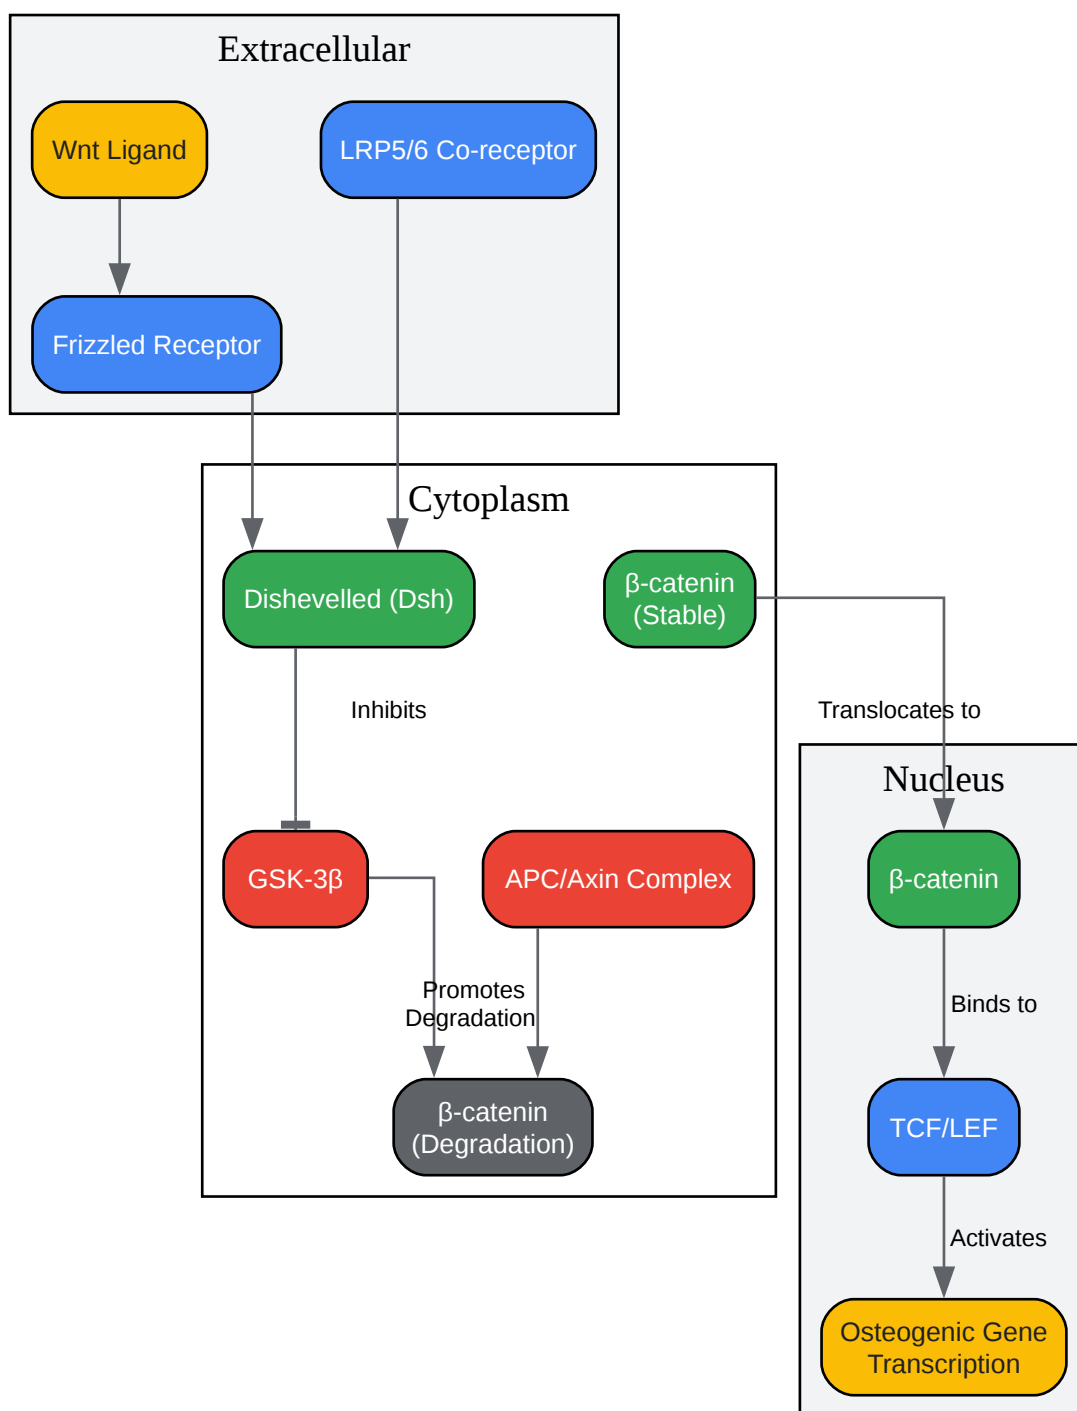 Extracellular
Wnt Ligand
LRP5/6 Co-receptor
Frizzled Receptor
Cytoplasm
Dishevelled (Dsh)
β-catenin
(Stable)
Inhibits
Translocates to
Nucleus
GSK-3β
APC/Axin Complex
β-catenin
Promotes
Degradation
Binds to
β-catenin
(Degradation)
TCF/LEF
Activates
Osteogenic Gene
Transcription